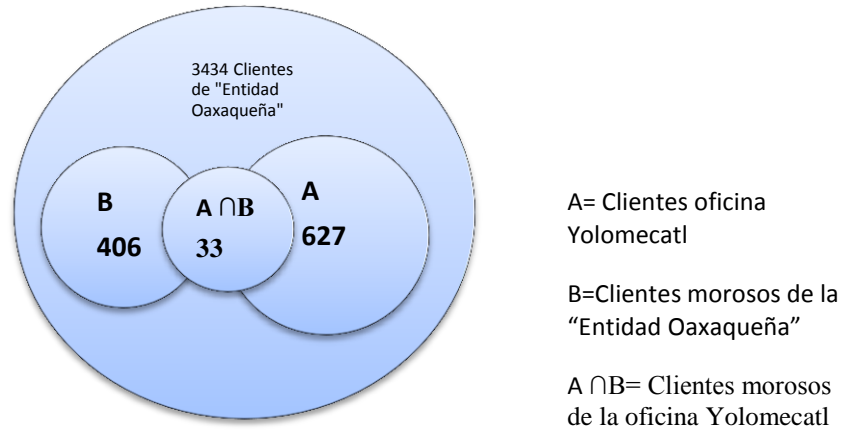 3434 Clientes
de "Entidad
Oaxaqueña"
B
406
A ∩B
33
A
627
A= Clientes oficina
Yolomecatl
B=Clientes morosos de la
“Entidad Oaxaqueña”
A ∩B= Clientes morosos
de la oficina Yolomecatl